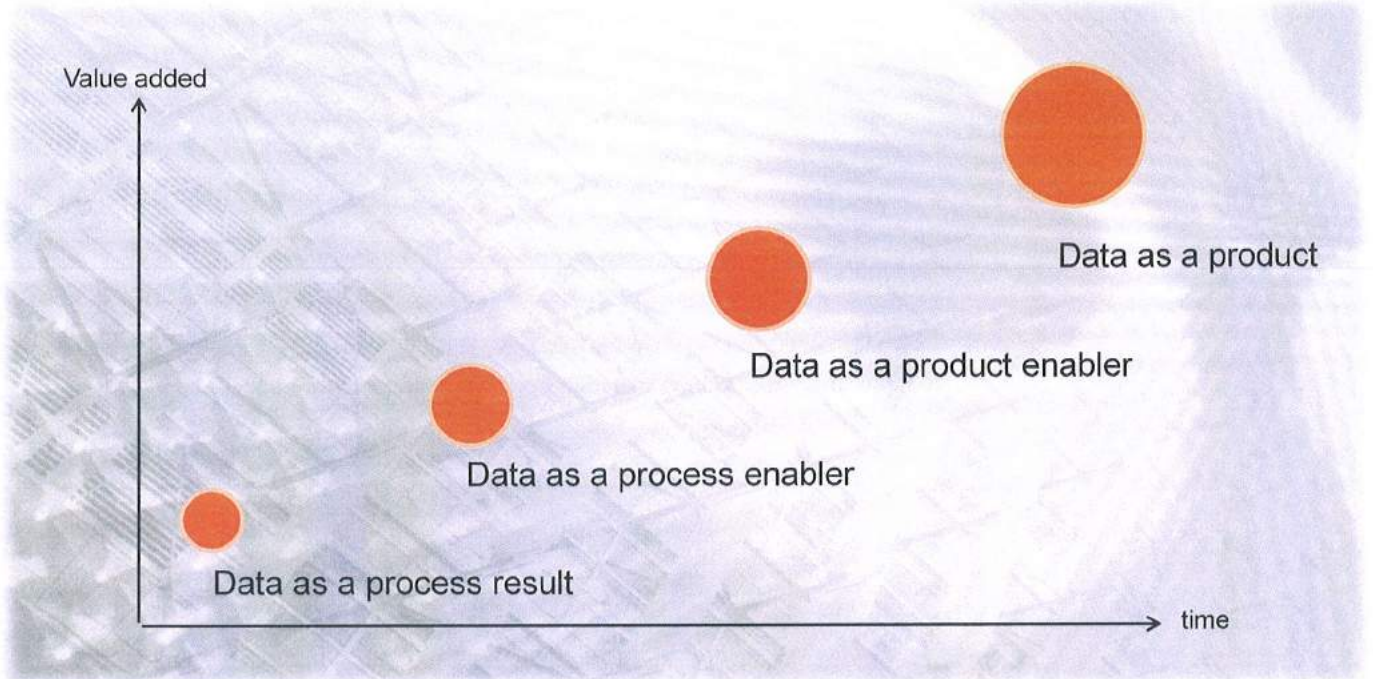 Value added
Data as a product
Data as a product enabler
Data as a process enabler
Data as a process result
time